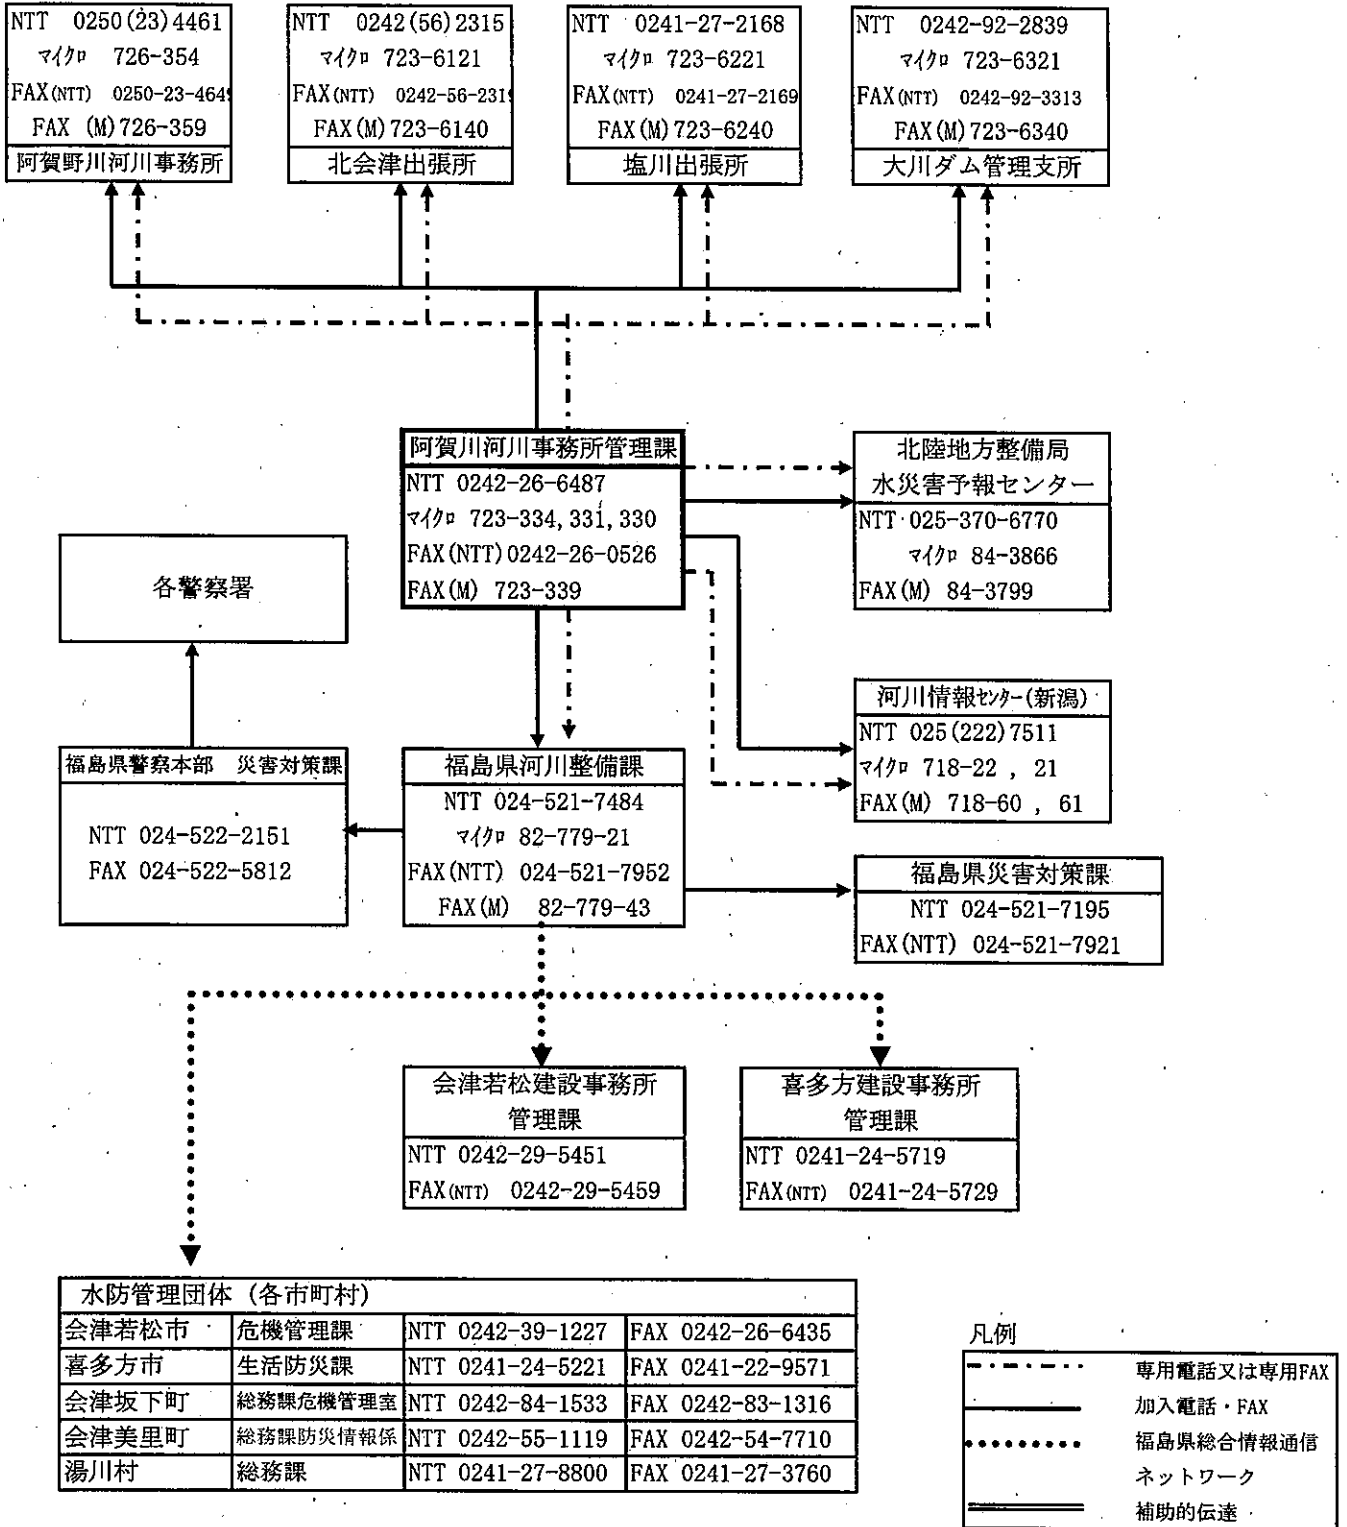 NTT 0250(23)4461
マイクロ 726-354
FAX(NTT) 0250-23-464
FAX (M)726-359
阿賀野川河川事務所
NTT 0242(56)2315
マイクロ 723-6121
FAX(NTT) 0242-56-231
FAX(M)723-6140
北会津出張所
NTT 0241-27-2168
マイクロ 723-6221
FAX(NTT) 0241-27-2169
FAX(M)723-6240
塩川出張所
NTT 0242-92-2839
マイクロ 723-6321
FAX(NTT) 0242-92-3313
FAX(M)723-6340
大川ダム管理支所
阿賀川河川事務所管理課
NTT 0242-26-6487
マイクロ 723-334,331,330
FAX(NTT)0242-26-0526
FAX(M) 723-339
北陸地方整備局
水災害予報センター
NTT 025-370-6770
マイクロ 84-3866
FAX(M) 84-3799
各警察署
河川情報センター(新潟)
NTT 025(222)7511
マイクロ 718-22 , 21
FAX(M) 718-60 , 61
福島県警察本部 災害対策課
NTT 024-522-2151
FAX 024-522-5812
福島県河川整備課
NTT 024-521-7484
マイクロ 82-779-21
FAX(NTT) 024-521-7952
FAX(M) 82-779-43
福島県災害対策課
NTT 024-521-7195
FAX(NTT) 024-521-7921
会津若松建設事務所
管理課
NTT 0242-29-5451
FAX(NTT) 0242-29-5459
喜多方建設事務所
管理課
NTT 0241-24-5719
FAX(NTT) 0241-24-5729
水防管理団体 (各市町村)
会津若松市 危機管理課 NTT 0242-39-1227 FAX 0242-26-6435
喜多方市 生活防災課 NTT 0241-24-5221 FAX 0241-22-9571
会津坂下町 総務課危機管理室 NTT 0242-84-1533 FAX 0242-83-1316
会津美里町 総務課防災情報係 NTT 0242-55-1119 FAX 0242-54-7710
湯川村 総務課 NTT 0241-27-8800 FAX 0241-27-3760
凡例
専用電話又は専用FAX
加入電話・FAX
福島県総合情報通信
ネットワーク
補助的伝達